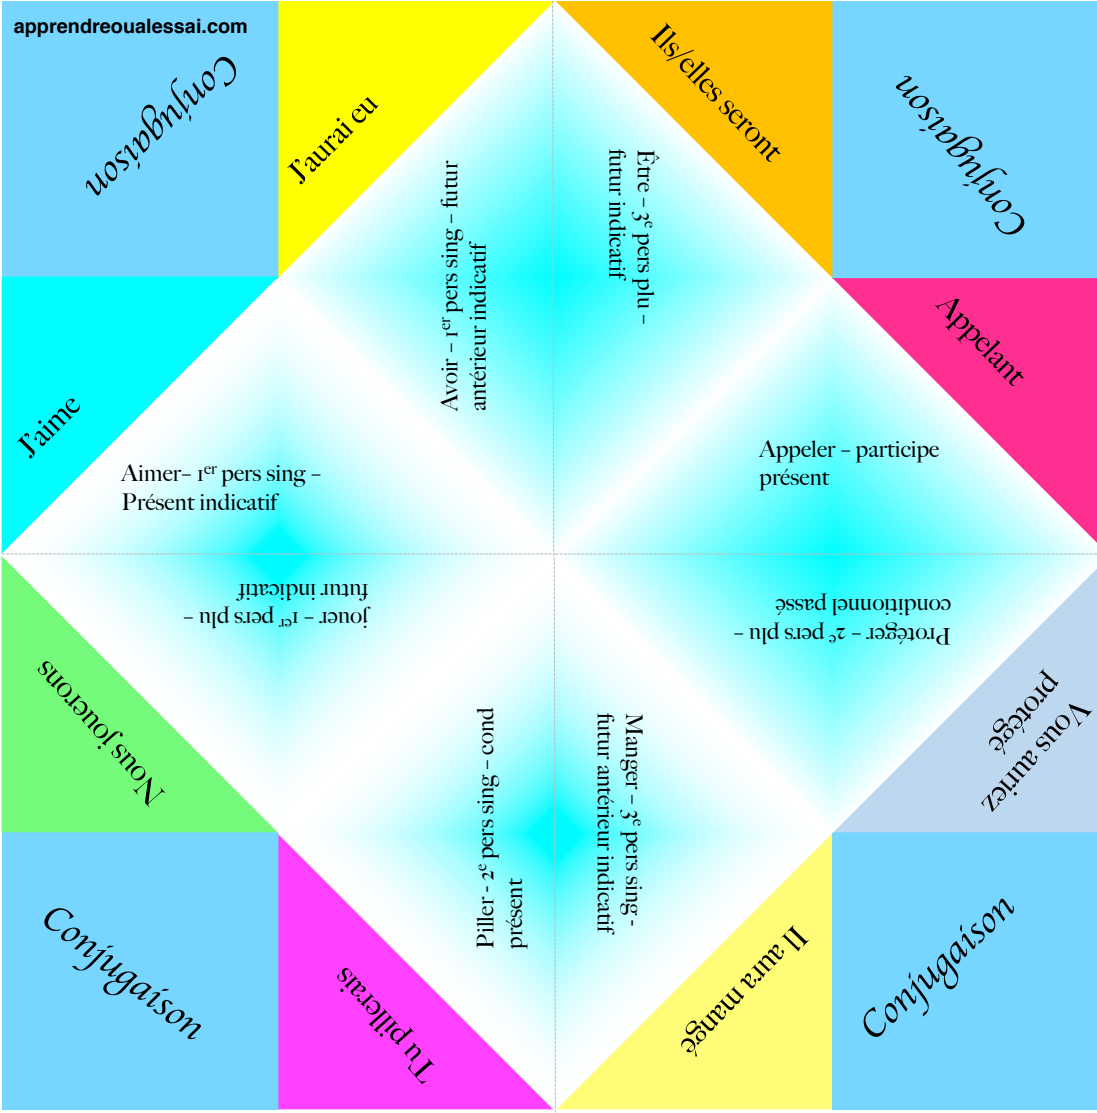 apprendreoualessai.com
Conjugaison
J'aurai eu
Ils/elles seront
Conjugaison
J'aime
Avoir – 1er pers sing – futur
antérieur indicatif
Être – 3e pers plu –
futur indicatif
Appelant
Aimer– 1er pers sing –
Présent indicatif
Appeler – participe
présent
jouer – 1er pers plu –
futur indicatif
Protéger – 2e pers plu –
conditionnel passé
Nous jouerons
Piller - 2e pers sing – cond
présent
Manger – 3e pers sing -
futur antérieur indicatif
Vous auriez
protégé
Conjugaison
Tu pillerais
Il aura mangé
Conjugaison